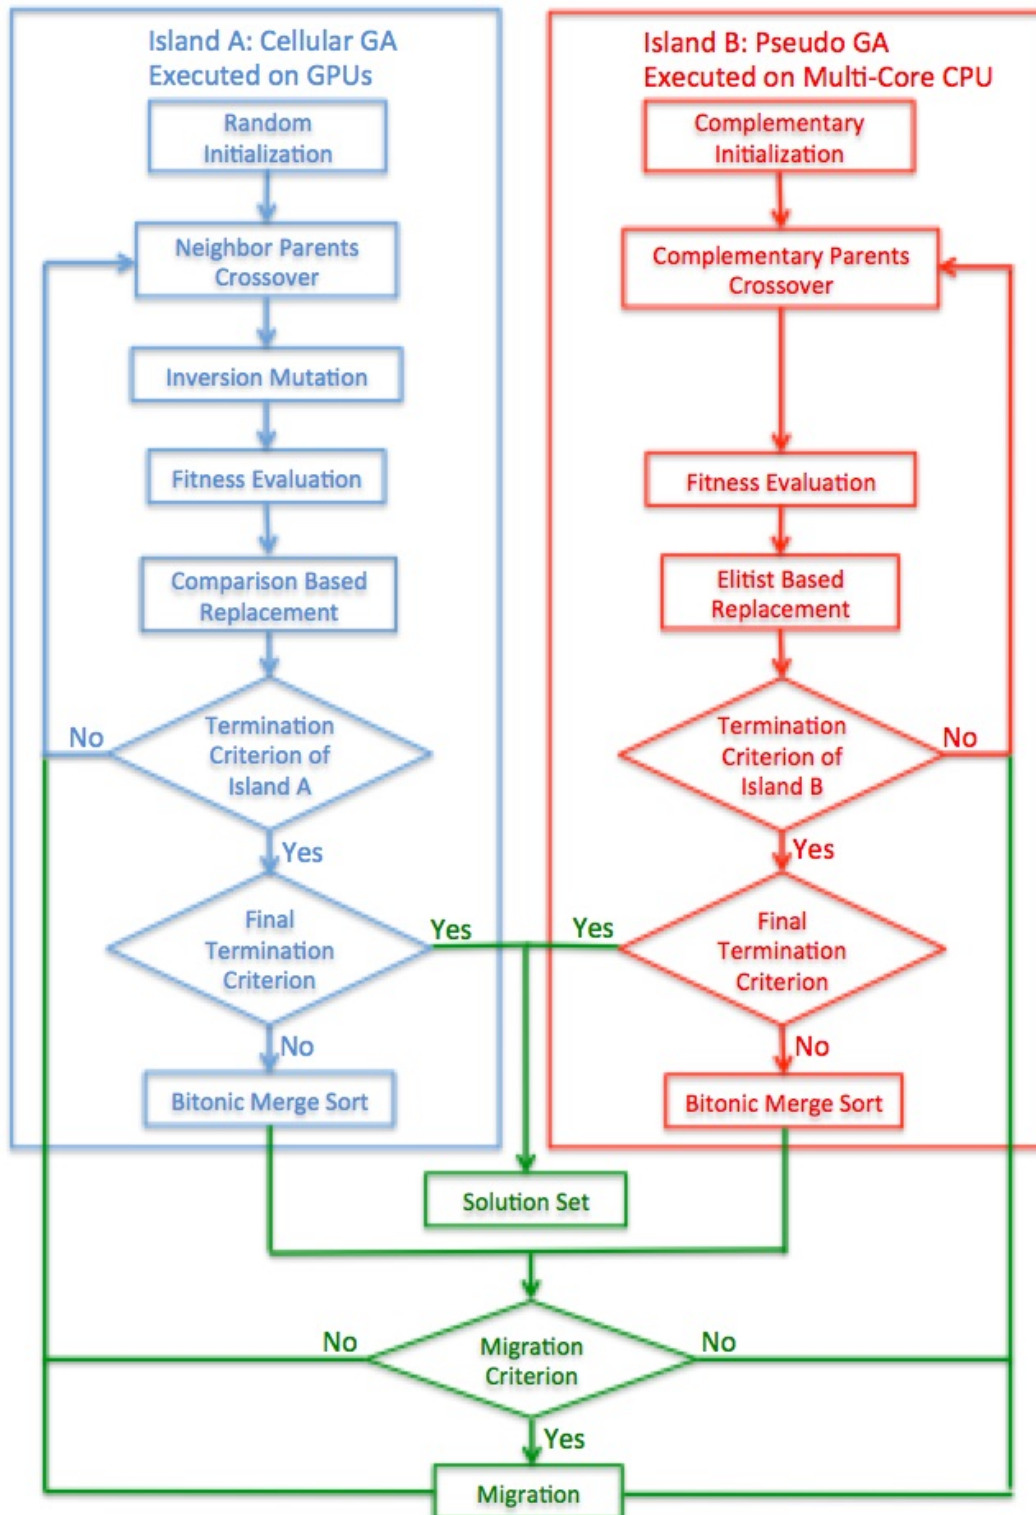 Island A: Cellular GA
Executed on GPUs
Random
Initialization
Neighbor Parents
Crossover
Inversion Mutation
Fitness Evaluation
Comparison Based
Replacement
No
Termination
Criterion of
Island A
Yes
Final
Termination
Criterion
Yes
No
Bitonic Merge Sort
Island B: Pseudo GA
Executed on Multi-Core CPU
Complementary
Initialization
Complementary Parents
Crossover
Fitness Evaluation
Elitist Based
Replacement
Termination
Criterion of
Island B
No
Yes
Yes
Final
Termination
Criterion
No
Bitonic Merge Sort
Solution Set
No
Migration
Criterion
No
Yes
Migration